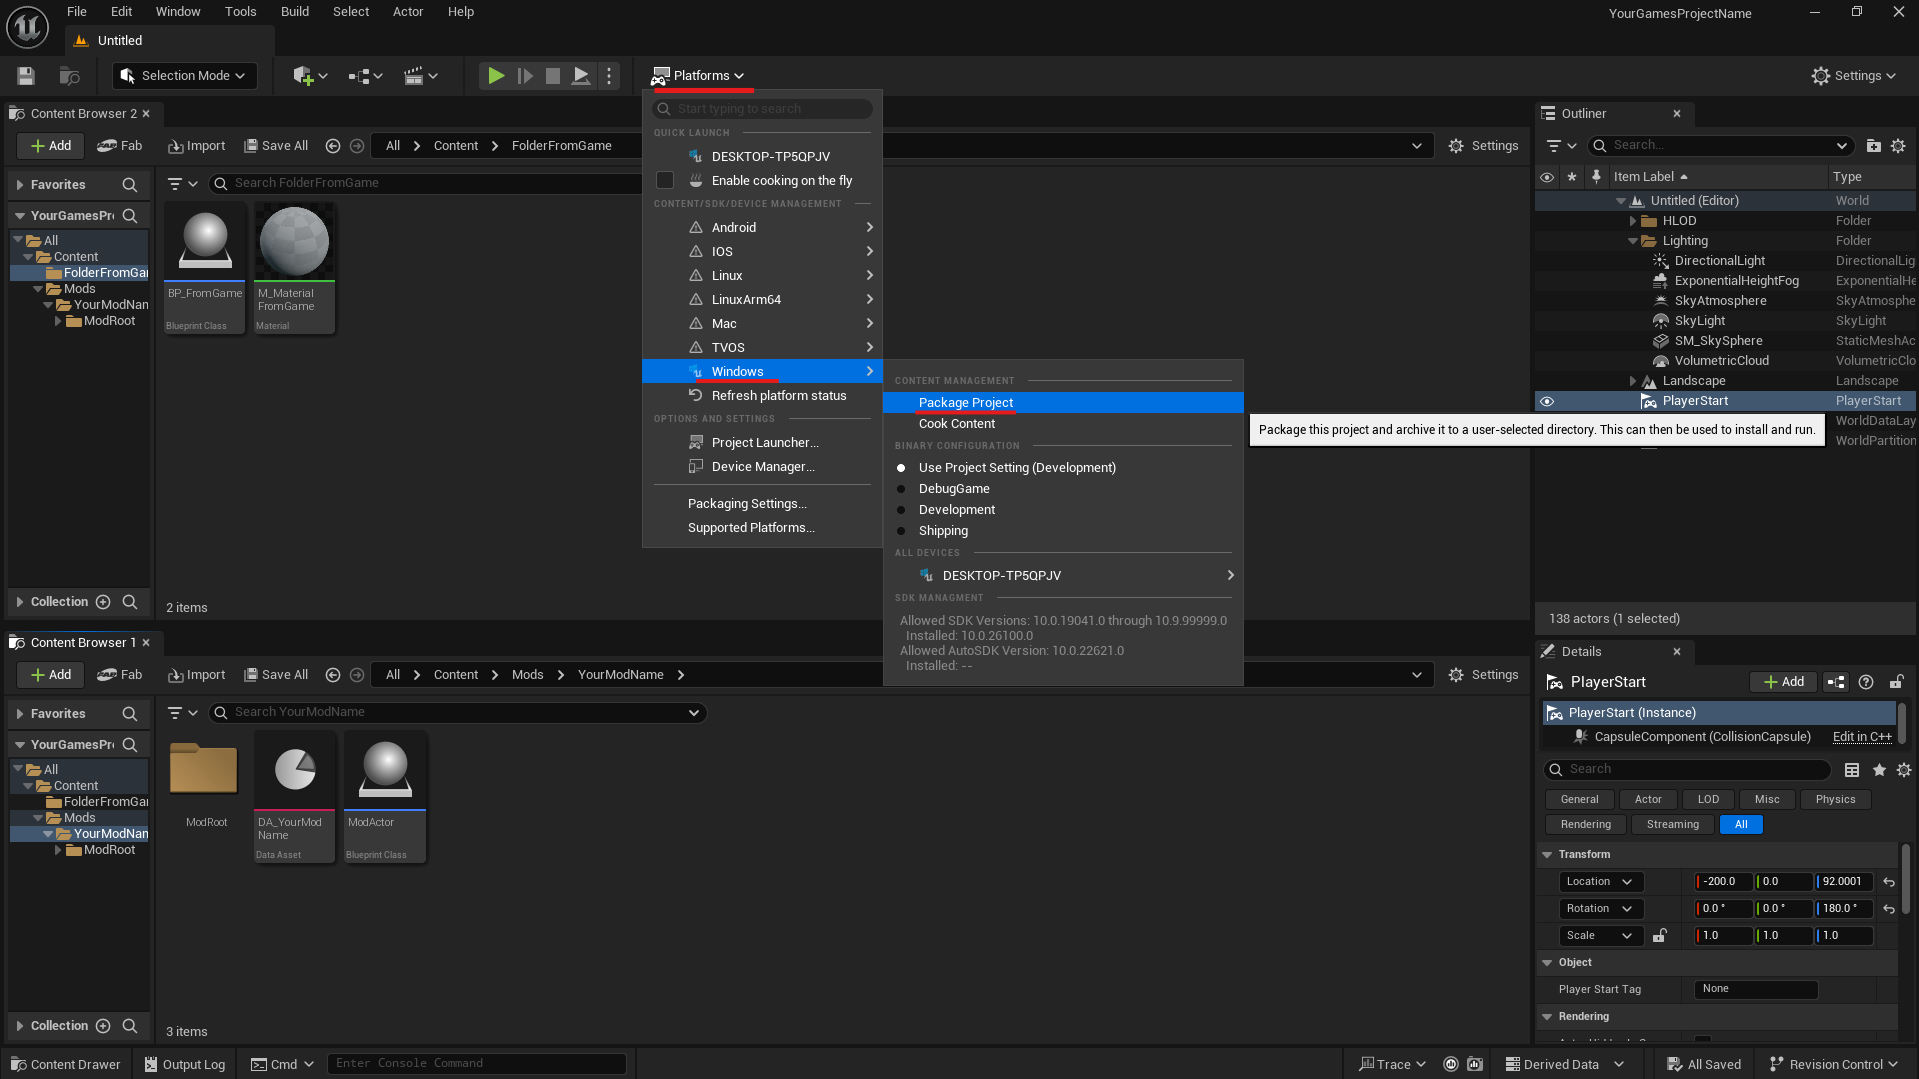 File Edit Window Tools Build Select Actor Help
YourGamesProjectName
Untitled
Selection Mode
Platforms
Settings
Content Browser 2
Add Fab Import Save All
All > Content > FolderFromGame
Settings
Favorites
Search FolderFromGame
YourGamesPr
All
Content
FolderFromGar
Mods
YourModNan
ModRoot
BP_FromGame
Blueprint Class
M_Material
FromGame
Material
Collection
2 items
Start typing to search
QUICK LAUNCH
DESKTOP-TP5QPJV
Enable cooking on the fly
CONTENT/SDK/DEVICE MANAGEMENT
Android
IOS
Linux
LinuxArm64
Mac
TVOS
Windows
Refresh platform status
OPTIONS AND SETTINGS
Project Launcher...
Device Manager...
Packaging Settings...
Supported Platforms...
CONTENT MANAGEMENT
Package Project
Cook Content
BINARY CONFIGURATION
Use Project Setting (Development)
DebugGame
Development
Shipping
ALL DEVICES
DESKTOP-TP5QPJV
SDK MANAGMENT
Allowed SDK Versions: 10.0.19041.0 through 10.9.99999.0
Installed: 10.0.26100.0
Allowed AutoSDK Version: 10.0.22621.0
Installed: --
Package this project and archive it to a user-selected directory. This can then be used to install and run.
Outliner
Search...
Item Label Type
Untitled (Editor) World
HLOD Folder
Lighting Folder
DirectionalLight DirectionalLig
ExponentialHeightFog ExponentialHe
SkyAtmosphere SkyAtmosphe
SkyLight SkyLight
SM_SkySphere StaticMeshAc
VolumetricCloud VolumetricClo
Landscape Landscape
PlayerStart PlayerStart
WorldDataLay
WorldPartition
138 actors (1 selected)
Content Browser 1
Add Fab Import Save All
All > Content > Mods > YourModName >
Settings
Favorites
Search YourModName
YourGamesPr
All
Content
FolderFromGar
Mods
YourModNan
ModRoot
ModRoot
DA_YourMod
Name
Data Asset
ModActor
Blueprint Class
Collection
3 items
Details
PlayerStart
Add
PlayerStart (Instance)
CapsuleComponent (CollisionCapsule) Edit in C++
Search
General Actor LOD Misc Physics
Rendering Streaming All
Transform
Location -200.0 0.0 92.0001
Rotation 0.0 ° 0.0 ° 180.0 °
Scale 1.0 1.0 1.0
Object
Player Start Tag None
Rendering
Content Drawer Output Log Cmd Enter Console Command
Trace Derived Data All Saved Revision Control